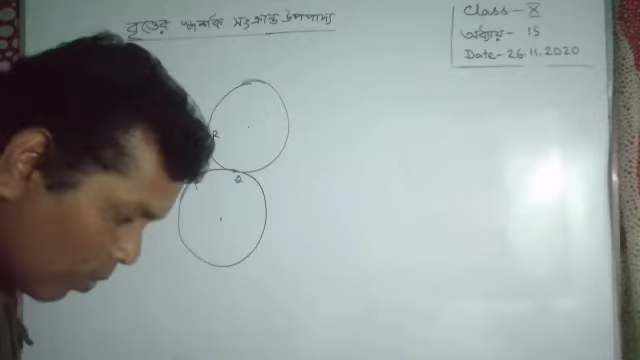 বৃত্তের স্পর্শক সংক্রান্ত উপপাদ্য
Class - X
অধ্যায় - 15
Date - 26.11.2020
R